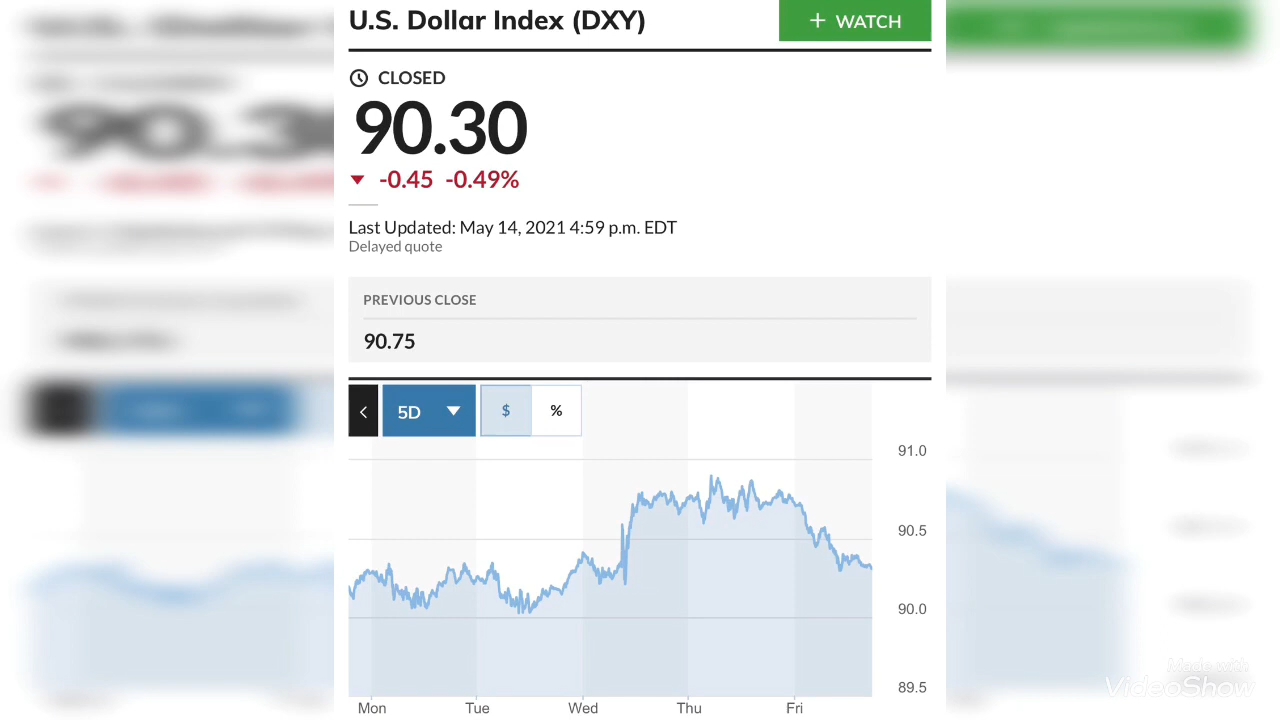 U.S. Dollar Index (DXY)
+ WATCH
CLOSED
90.30
-0.45 -0.49%
Last Updated: May 14, 2021 4:59 p.m. EDT
Delayed quote
PREVIOUS CLOSE
90.75
5D
$
%
91.0
90.5
90.0
89.5
Mon Tue Wed Thu Fri
Made with
VideoShow